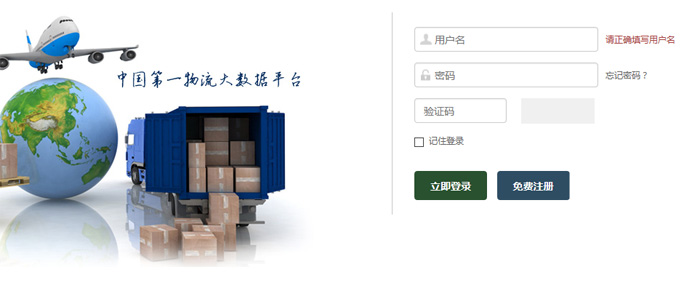 中国第一物流大数据平台
用户名
请正确填写用户名
密码
忘记密码？
验证码
记住登录
立即登录
免费注册